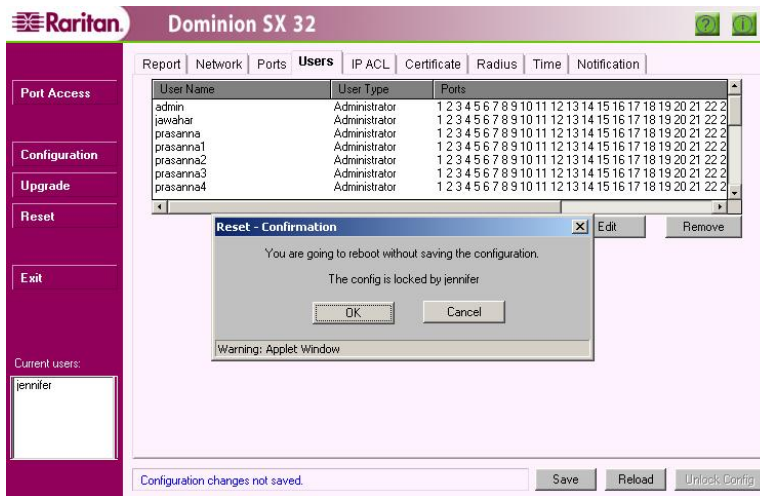 Raritan.
Dominion SX 32
?
i
Report Network Ports Users IP ACL Certificate Radius Time Notification
Port Access
Configuration
Upgrade
Reset
Exit
User Name User Type Ports
admin Administrator 1 2 3 4 5 6 7 8 9 10 11 12 13 14 15 16 17 18 19 20 21 22 2
jawahar Administrator 1 2 3 4 5 6 7 8 9 10 11 12 13 14 15 16 17 18 19 20 21 22 2
prasanna Administrator 1 2 3 4 5 6 7 8 9 10 11 12 13 14 15 16 17 18 19 20 21 22 2
prasanna1 Administrator 1 2 3 4 5 6 7 8 9 10 11 12 13 14 15 16 17 18 19 20 21 22 2
prasanna2 Administrator 1 2 3 4 5 6 7 8 9 10 11 12 13 14 15 16 17 18 19 20 21 22 2
prasanna3 Administrator 1 2 3 4 5 6 7 8 9 10 11 12 13 14 15 16 17 18 19 20 21 22 2
prasanna4 Administrator 1 2 3 4 5 6 7 8 9 10 11 12 13 14 15 16 17 18 19 20 21 22 2
Edit Remove
Reset - Confirmation
You are going to reboot without saving the configuration.
The config is locked by jennifer
OK Cancel
Warning: Applet Window
Current users:
jennifer
Configuration changes not saved.
Save Reload Unlock Config